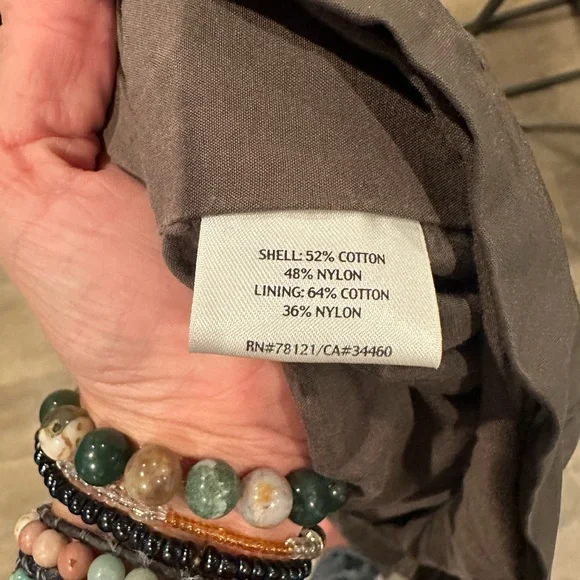 SHELL: 52% COTTON
48% NYLON
LINING: 64% COTTON
36% NYLON
RN#78121/CA#34460